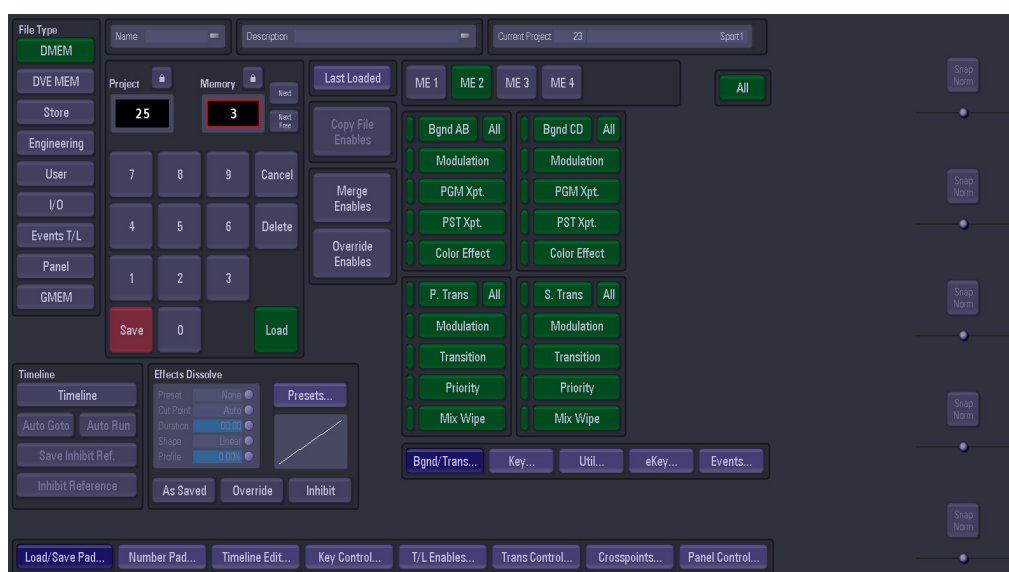 File Type
DMEM
DVE MEM
Store
Engineering
User
I/O
Events T/L
Panel
GMEM
Name
Description
Current Project 23 Sport1
Project
Memory
Next
25
3
Next
Free
7 8 9 Cancel
4 5 6 Delete
1 2 3
Save 0 Load
Last Loaded
Copy File
Enables
Merge
Enables
Override
Enables
ME 1 ME 2 ME 3 ME 4
All
Bgnd AB All
Modulation
PGM Xpt.
PST Xpt.
Color Effect
Bgnd CD All
Modulation
PGM Xpt.
PST Xpt.
Color Effect
P. Trans All
Modulation
Transition
Priority
Mix Wipe
S. Trans All
Modulation
Transition
Priority
Mix Wipe
Bgnd/Trans... Key... Util... eKey... Events...
Timeline
Timeline
Auto Goto Auto Run
Save Inhibit Ref.
Inhibit Reference
Effects Dissolve
Preset None
Cut Point Auto
Duration 00:00
Shape Linear
Profile 0.00%
Presets...
As Saved Override Inhibit
Snap
Norm
Snap
Norm
Snap
Norm
Snap
Norm
Snap
Norm
Load/Save Pad... Number Pad... Timeline Edit... Key Control... T/L Enables... Trans Control... Crosspoints... Panel Control...